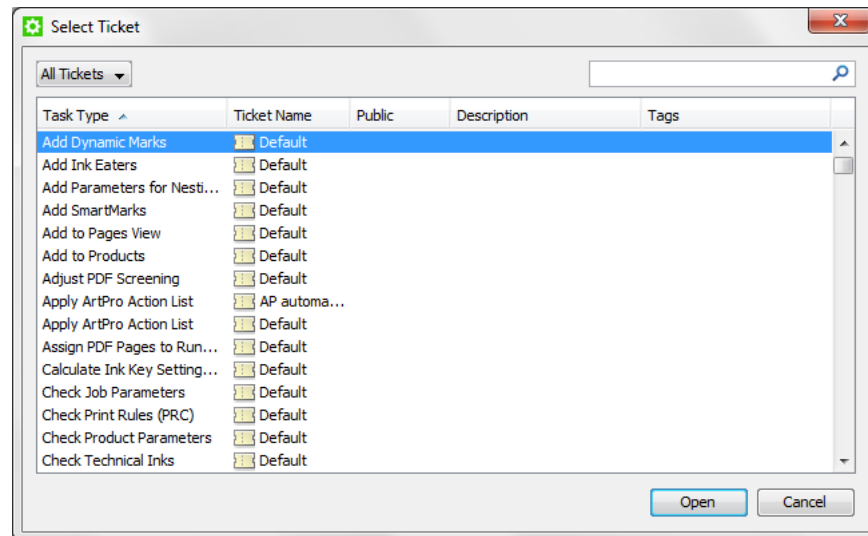 Select Ticket
All Tickets
Task Type Ticket Name Public Description Tags
Add Dynamic Marks Default
Add Ink Eaters Default
Add Parameters for Nesti... Default
Add SmartMarks Default
Add to Pages View Default
Add to Products Default
Adjust PDF Screening Default
Apply ArtPro Action List AP automa...
Apply ArtPro Action List Default
Assign PDF Pages to Run... Default
Calculate Ink Key Setting... Default
Check Job Parameters Default
Check Print Rules (PRC) Default
Check Product Parameters Default
Check Technical Inks Default
Open Cancel